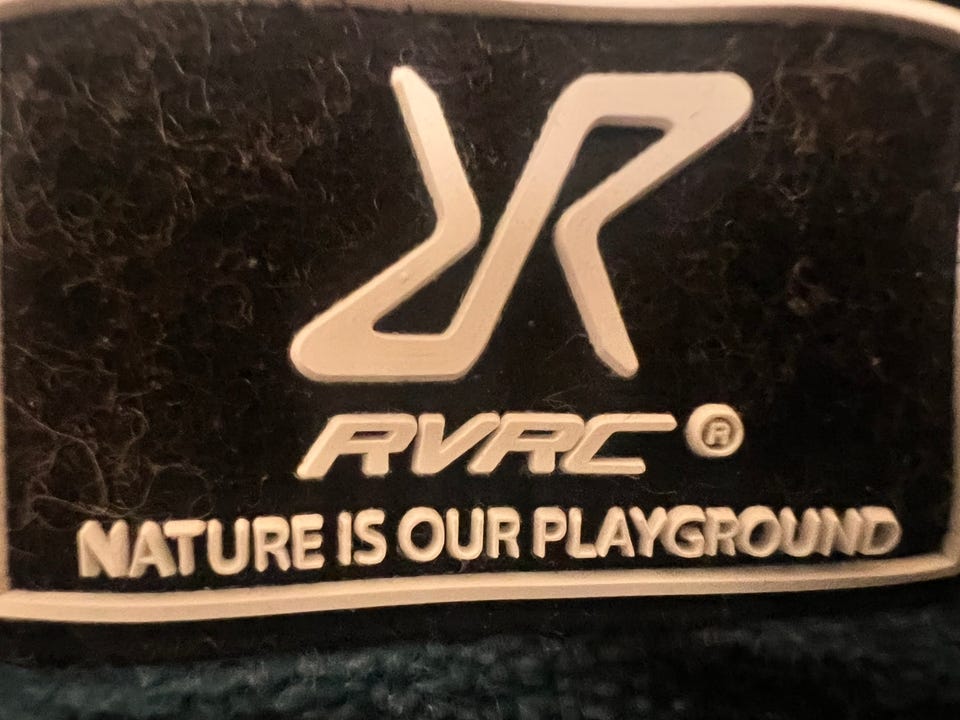 RVRC®
NATURE IS OUR PLAYGROUND